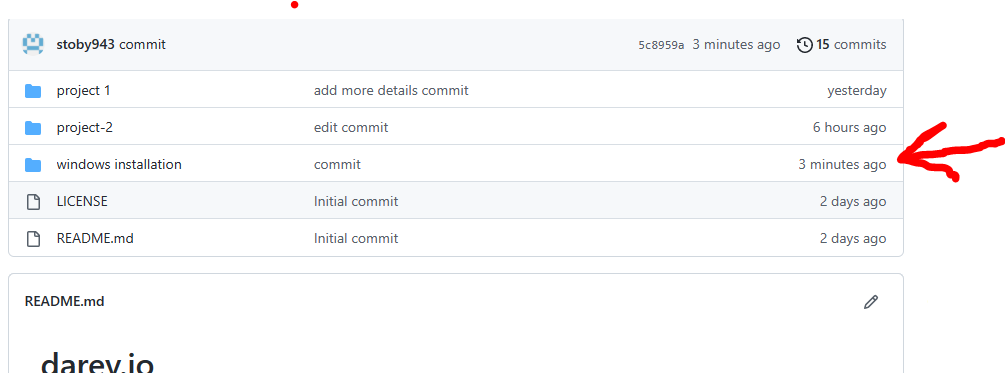 stoby943 commit 5c8959a 3 minutes ago 15 commits
project 1 add more details commit yesterday
project-2 edit commit 6 hours ago
windows installation commit 3 minutes ago
LICENSE Initial commit 2 days ago
README.md Initial commit 2 days ago
README.md
darey.io